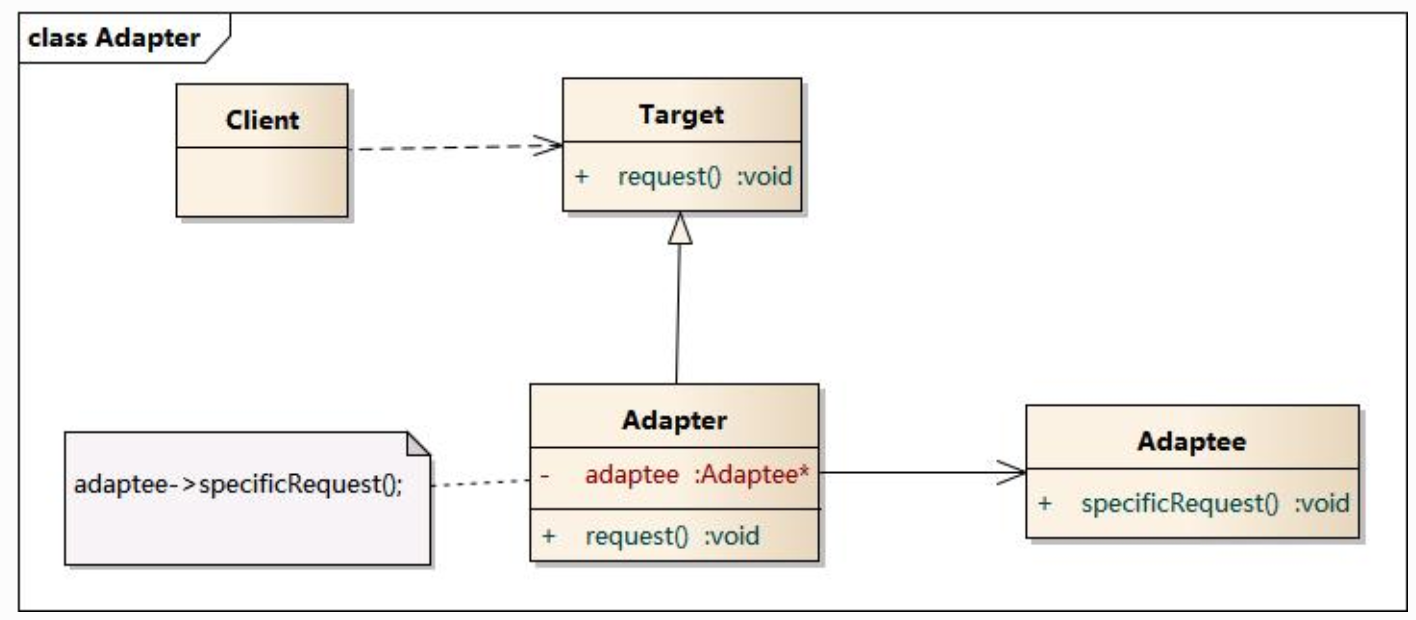 class Adapter
Client
Target
+ request() :void
Adapter
- adaptee :Adaptee*
+ request() :void
adaptee->specificRequest();
Adaptee
+ specificRequest() :void